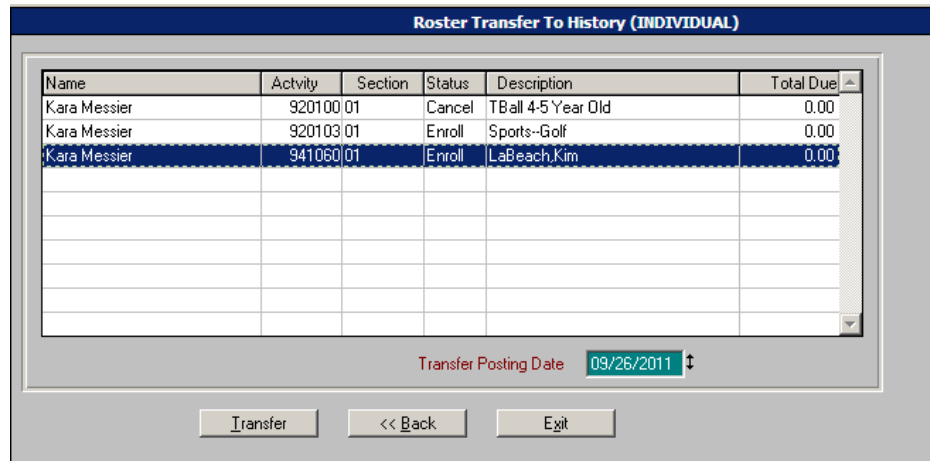 Roster Transfer To History (INDIVIDUAL)
Name Actvity Section Status Description Total Due
Kara Messier 920100 01 Cancel TBall 4-5 Year Old 0.00
Kara Messier 920103 01 Enroll Sports--Golf 0.00
Kara Messier 941060 01 Enroll LaBeach,Kim 0.00
Transfer Posting Date 09/26/2011
Transfer << Back Exit